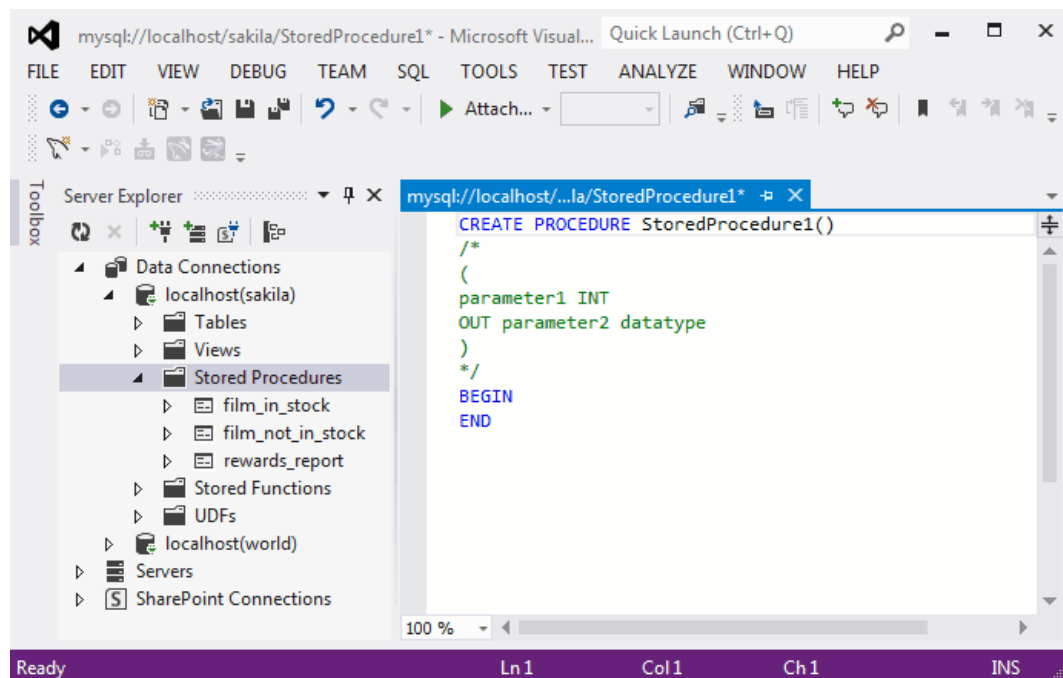 mysql://localhost/sakila/StoredProcedure1* - Microsoft Visual...
Quick Launch (Ctrl+Q)
FILE EDIT VIEW DEBUG TEAM SQL TOOLS TEST ANALYZE WINDOW HELP
Attach...
Toolbox
Server Explorer
Data Connections
localhost(sakila)
Tables
Views
Stored Procedures
film_in_stock
film_not_in_stock
rewards_report
Stored Functions
UDFs
localhost(world)
Servers
SharePoint Connections
mysql://localhost/...la/StoredProcedure1*
CREATE PROCEDURE StoredProcedure1()
/*
(
parameter1 INT
OUT parameter2 datatype
)
*/
BEGIN
END
100 %
Ready Ln 1 Col 1 Ch 1 INS